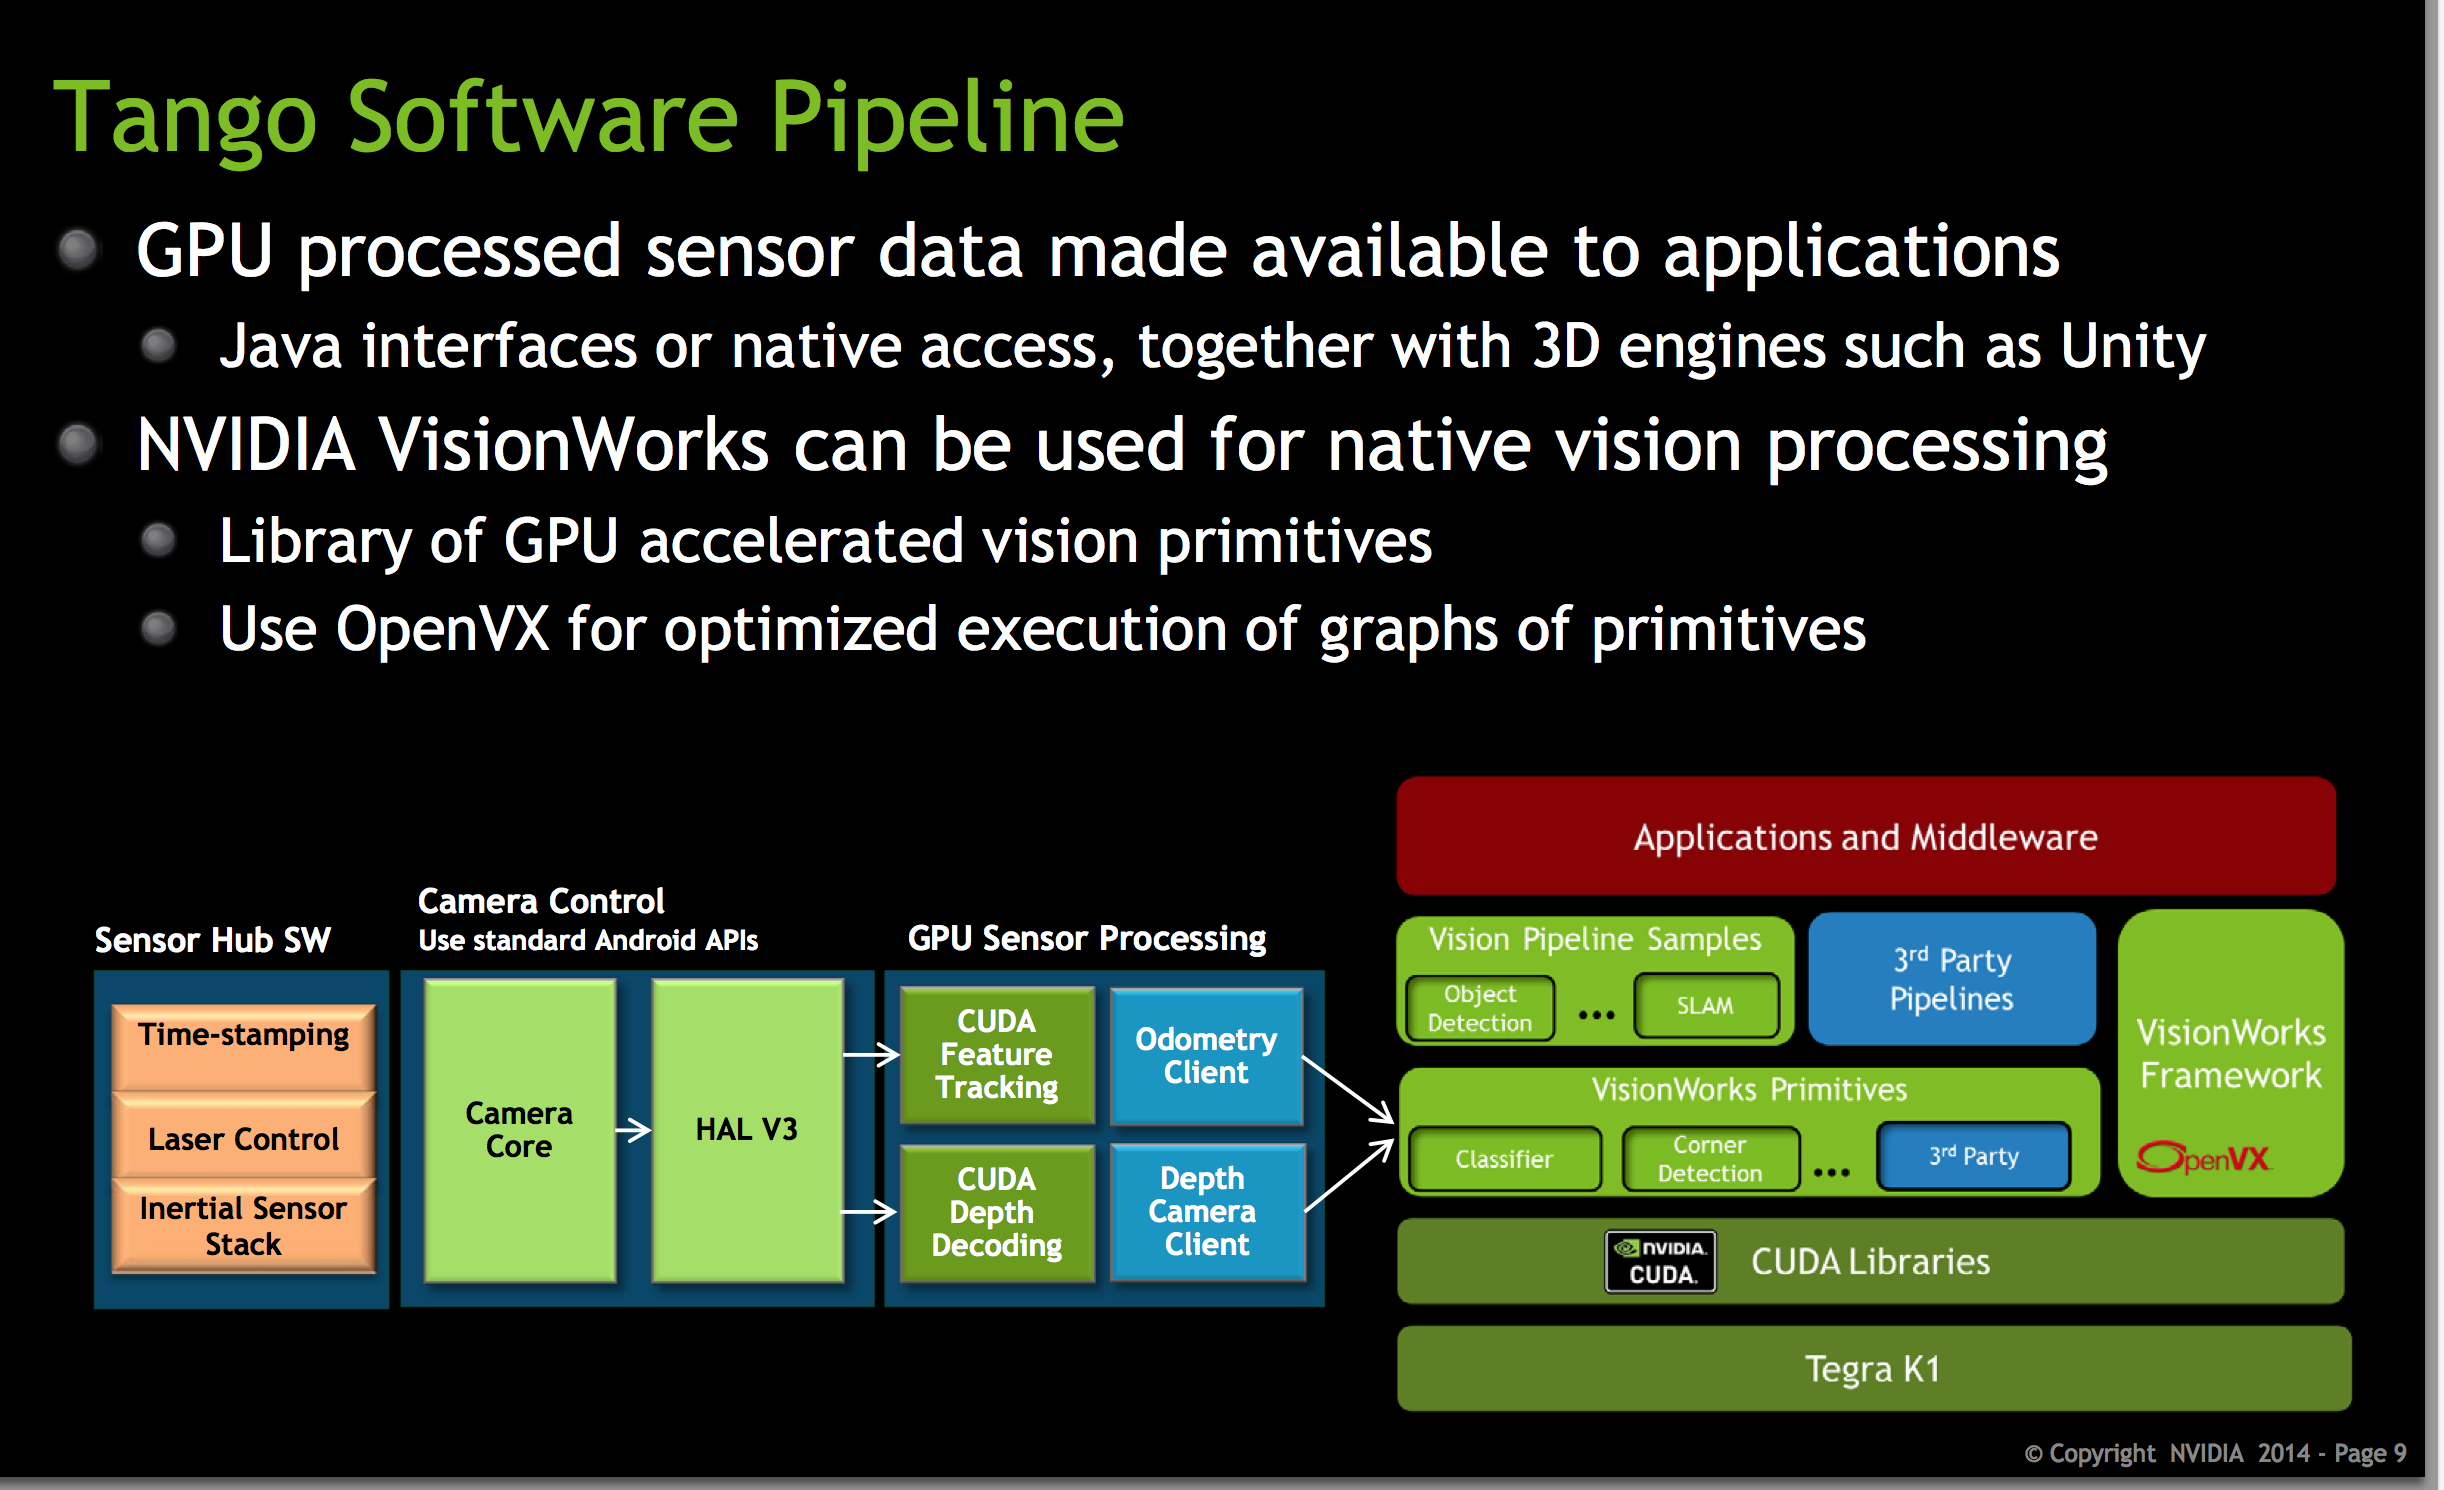 Tango Software Pipeline
GPU processed sensor data made available to applications
Java interfaces or native access, together with 3D engines such as Unity
NVIDIA VisionWorks can be used for native vision processing
Library of GPU accelerated vision primitives
Use OpenVX for optimized execution of graphs of primitives
Sensor Hub SW
Time-stamping
Laser Control
Inertial Sensor
Stack
Camera Control
Use standard Android APIs
Camera
Core
HAL V3
GPU Sensor Processing
CUDA
Feature
Tracking
Odometry
Client
CUDA
Depth
Decoding
Depth
Camera
Client
Applications and Middleware
Vision Pipeline Samples
Object
Detection
...
SLAM
3rd Party
Pipelines
VisionWorks
Framework
OpenVX
VisionWorks Primitives
Classifier
Corner
Detection
...
3rd Party
NVIDIA.
CUDA.
CUDA Libraries
Tegra K1
© Copyright NVIDIA 2014 - Page 9